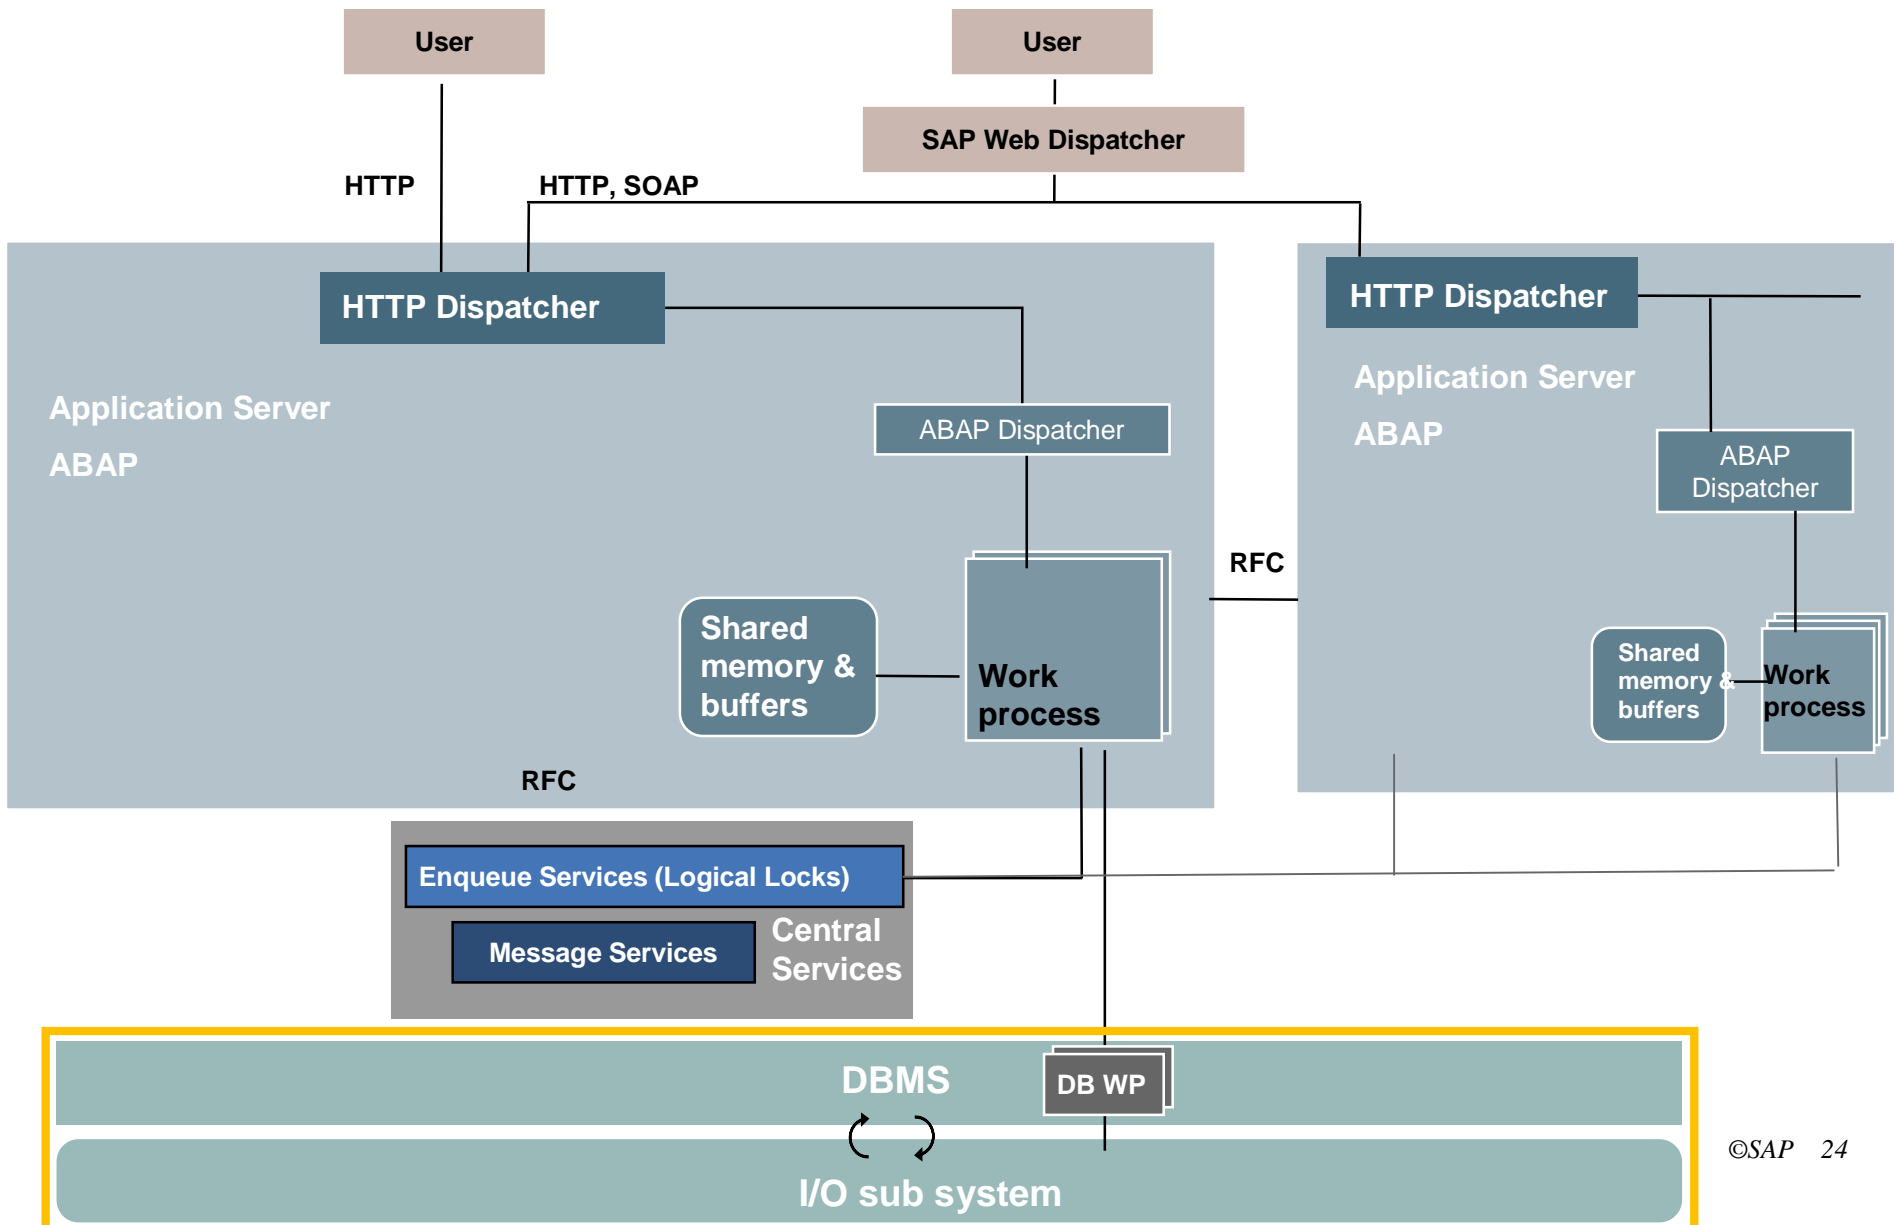 User
User
SAP Web Dispatcher
HTTP
HTTP, SOAP
HTTP Dispatcher
HTTP Dispatcher
Application Server
ABAP
Application Server
ABAP
ABAP Dispatcher
ABAP
Dispatcher
RFC
Shared
memory &
buffers
Work
process
Shared
memory &
buffers
Work
process
RFC
Enqueue Services (Logical Locks)
Message Services
Central
Services
DBMS
DB WP
I/O sub system
©SAP 24